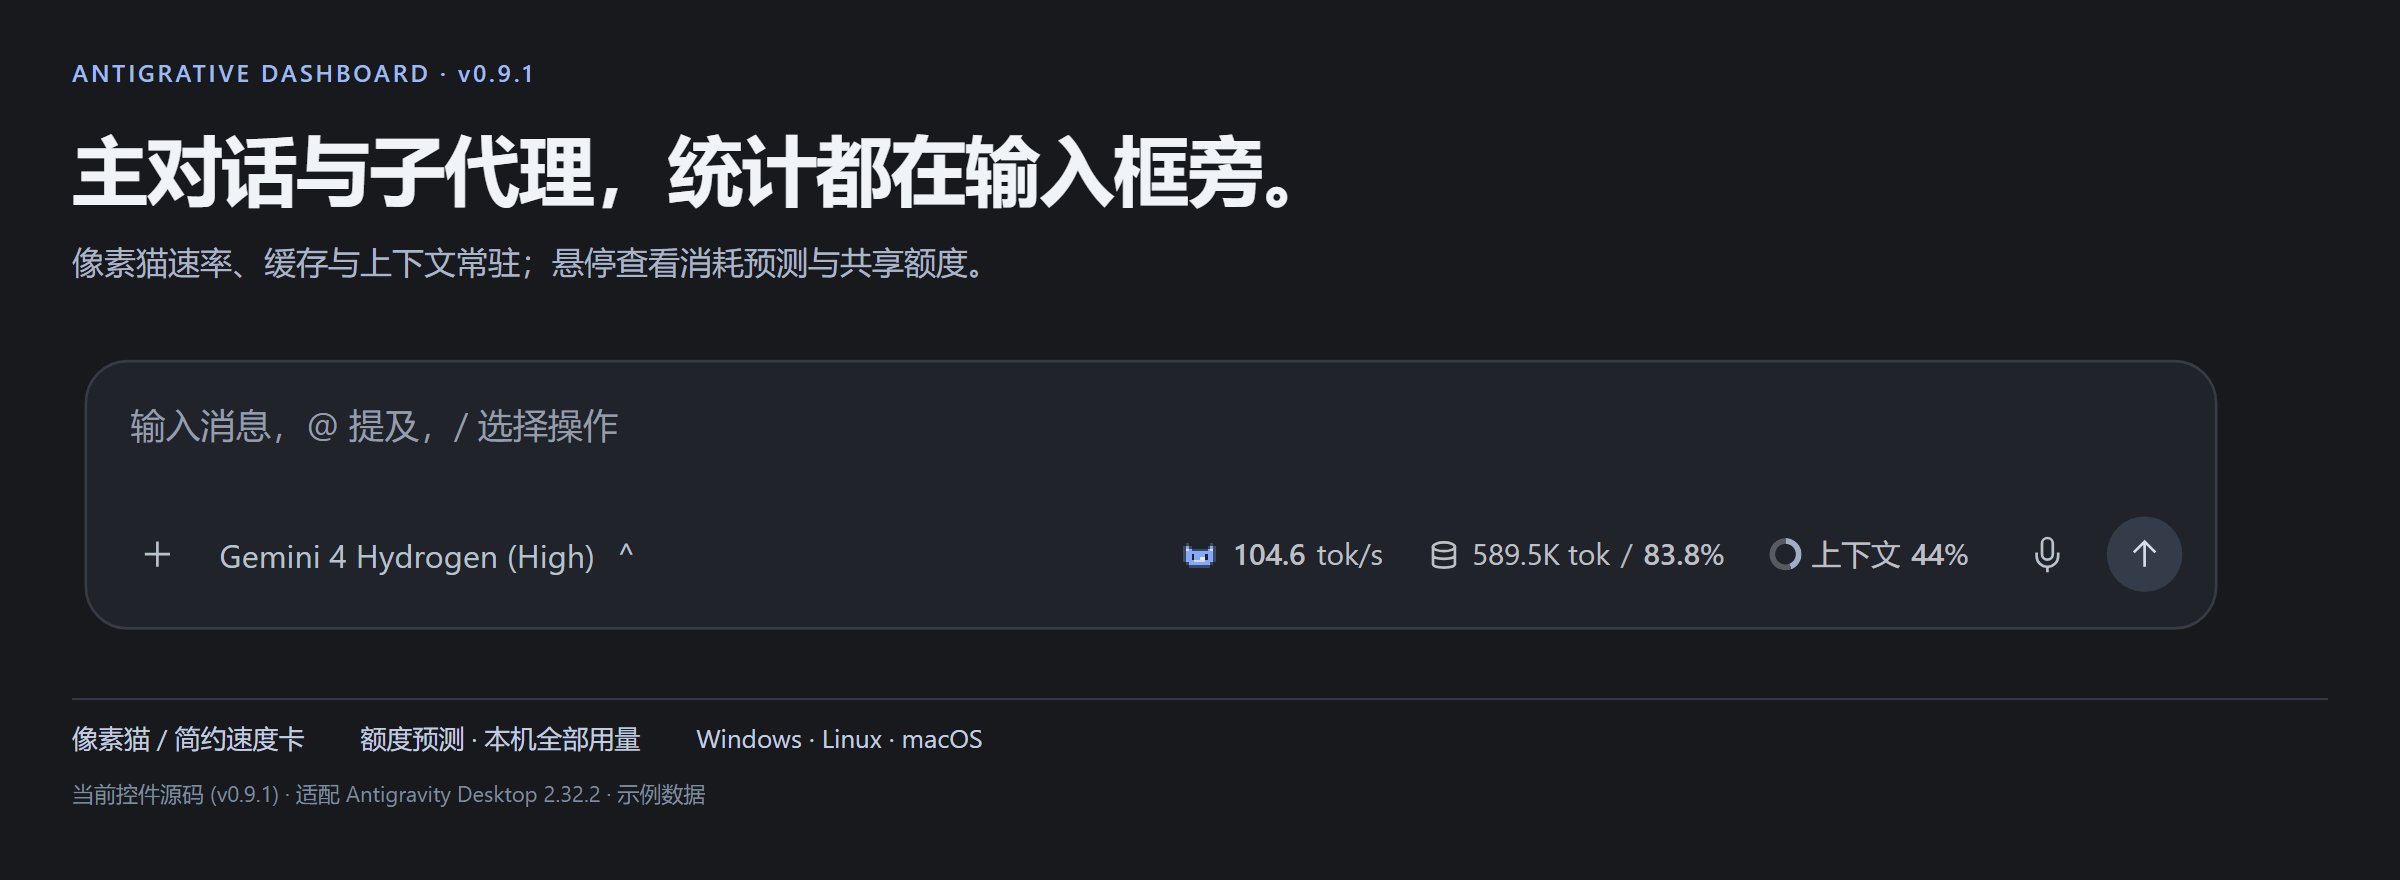 ANTIGRATIVE DASHBOARD · v0.9.1
主对话与子代理，统计都在输入框旁。
像素猫速率、缓存与上下文常驻；悬停查看消耗预测与共享额度。
输入消息，@ 提及，/ 选择操作
Gemini 4 Hydrogen (High) ^ 104.6 tok/s 589.5K tok / 83.8% 上下文 44%
像素猫 / 简约速度卡 额度预测 · 本机全部用量 Windows · Linux · macOS
当前控件源码 (v0.9.1) · 适配 Antigravity Desktop 2.32.2 · 示例数据